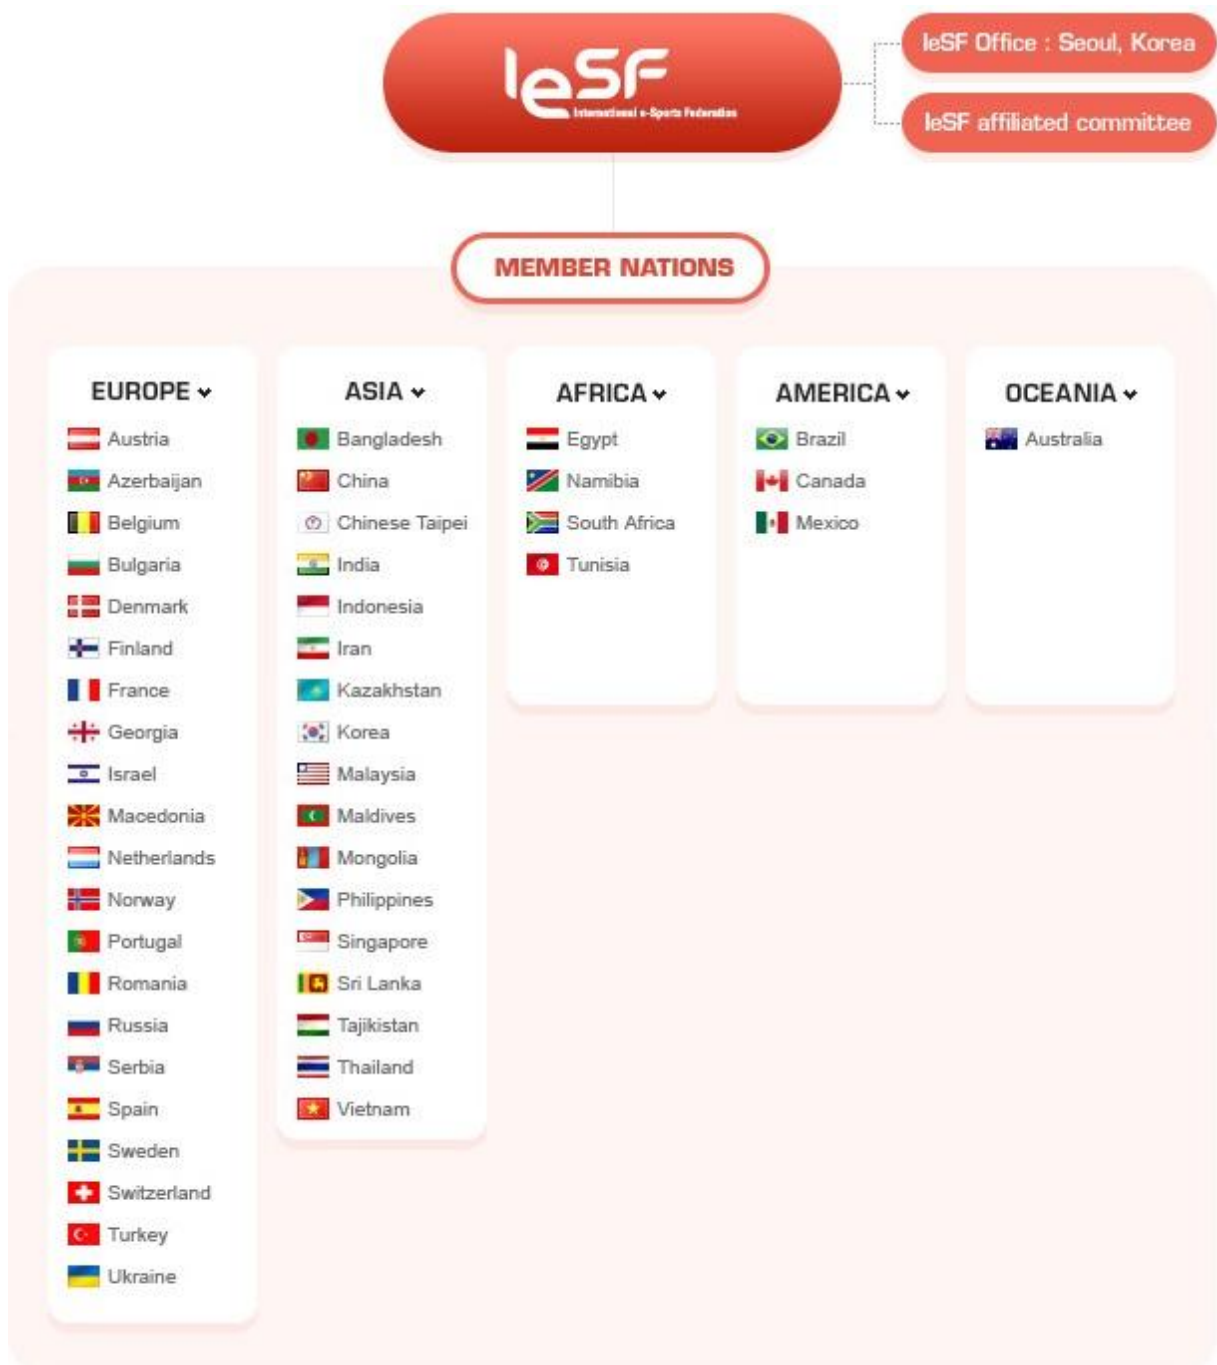 IeSF
International e-Sports Federation
IeSF Office : Seoul, Korea
IeSF affiliated committee
MEMBER NATIONS
EUROPE
Austria
Azerbaijan
Belgium
Bulgaria
Denmark
Finland
France
Georgia
Israel
Macedonia
Netherlands
Norway
Portugal
Romania
Russia
Serbia
Spain
Sweden
Switzerland
Turkey
Ukraine
ASIA
Bangladesh
China
Chinese Taipei
India
Indonesia
Iran
Kazakhstan
Korea
Malaysia
Maldives
Mongolia
Philippines
Singapore
Sri Lanka
Tajikistan
Thailand
Vietnam
AFRICA
Egypt
Namibia
South Africa
Tunisia
AMERICA
Brazil
Canada
Mexico
OCEANIA
Australia